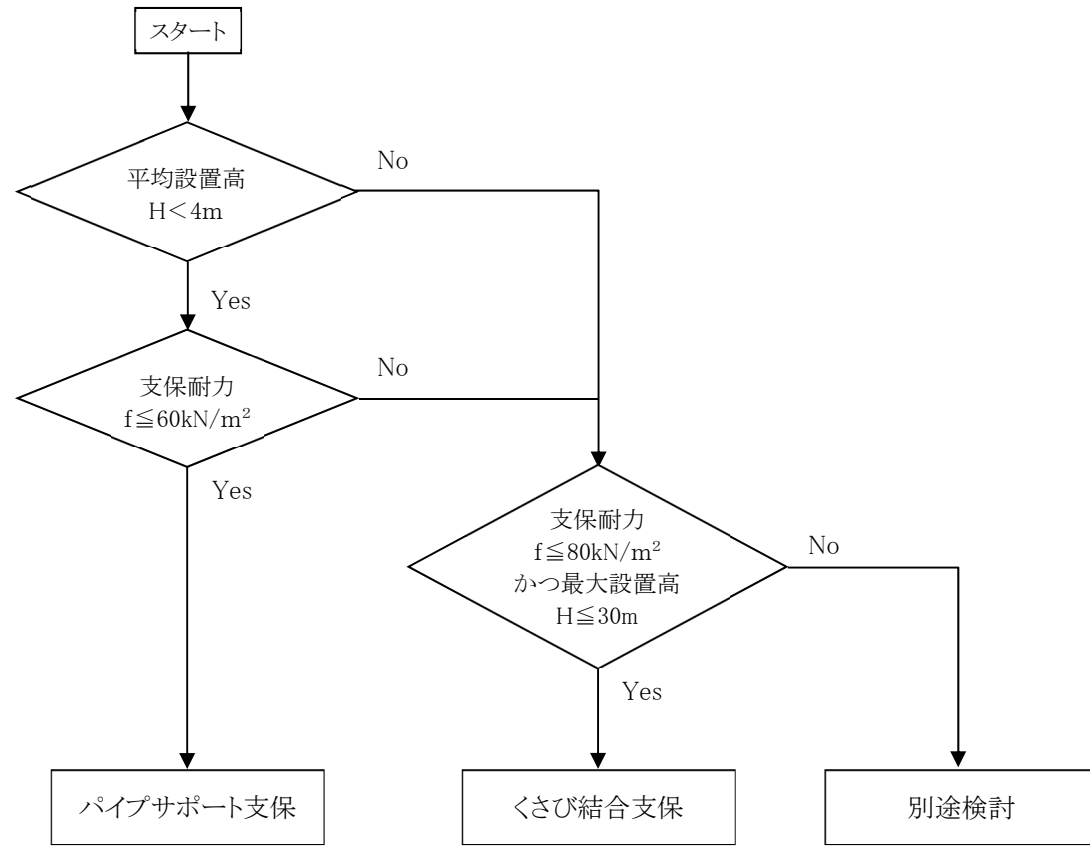 スタート
平均設置高
H＜4m
No
Yes
支保耐力
f≦60kN/m²
No
Yes
支保耐力
f≦80kN/m²
かつ最大設置高
H≦30m
No
Yes
パイプサポート支保
くさび結合支保
別途検討